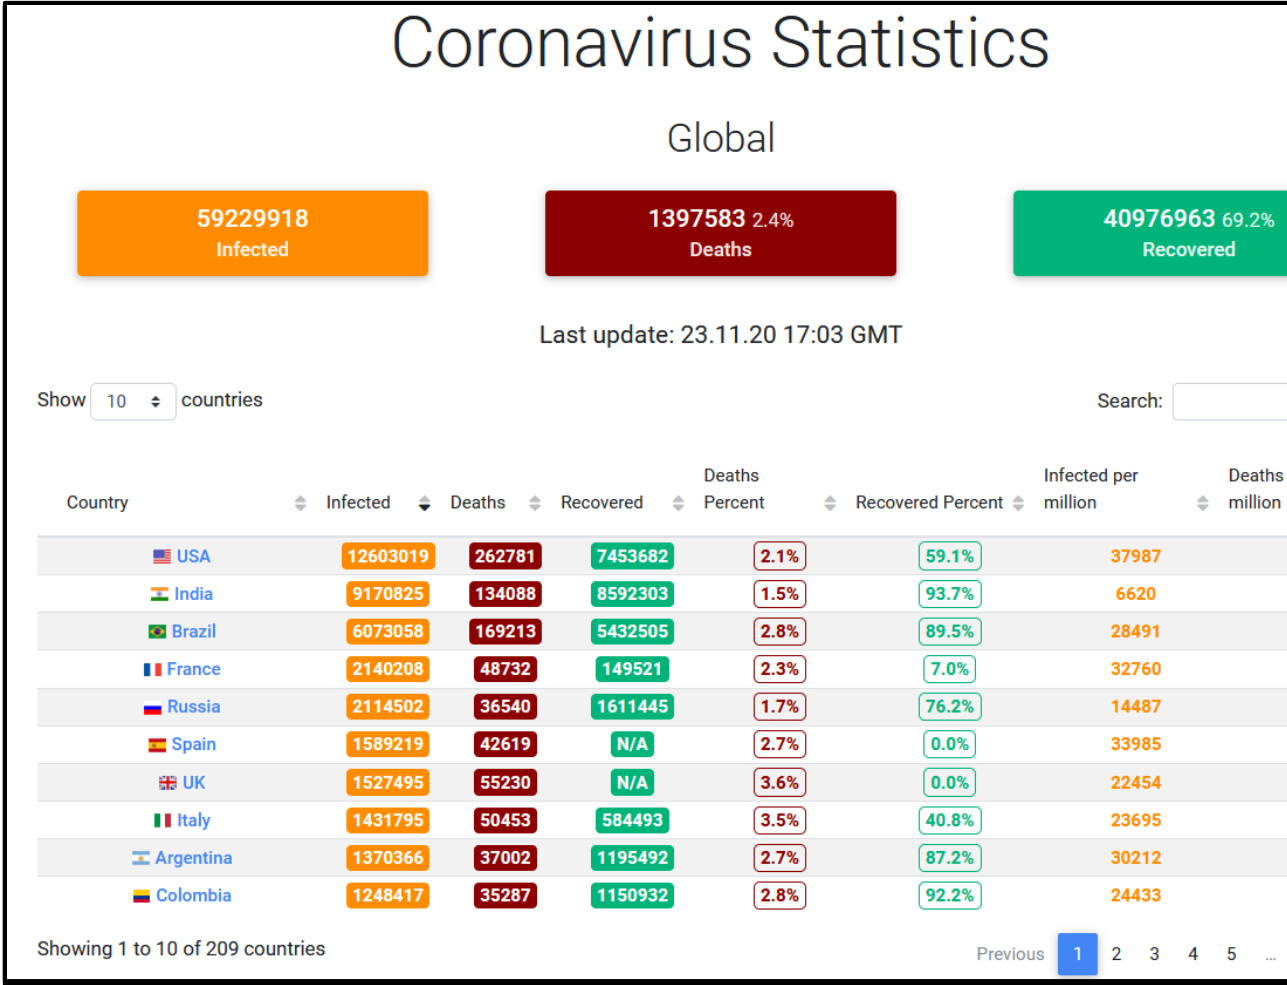 Coronavirus Statistics
Global
59229918
Infected
1397583 2.4%
Deaths
40976963 69.2%
Recovered
Last update: 23.11.20 17:03 GMT
Show 10 countries
Search:
Country Infected Deaths Recovered Deaths Percent Recovered Percent Infected per million Deaths million
USA 12603019 262781 7453682 2.1% 59.1% 37987
India 9170825 134088 8592303 1.5% 93.7% 6620
Brazil 6073058 169213 5432505 2.8% 89.5% 28491
France 2140208 48732 149521 2.3% 7.0% 32760
Russia 2114502 36540 1611445 1.7% 76.2% 14487
Spain 1589219 42619 N/A 2.7% 0.0% 33985
UK 1527495 55230 N/A 3.6% 0.0% 22454
Italy 1431795 50453 584493 3.5% 40.8% 23695
Argentina 1370366 37002 1195492 2.7% 87.2% 30212
Colombia 1248417 35287 1150932 2.8% 92.2% 24433
Showing 1 to 10 of 209 countries
Previous 1 2 3 4 5 ...